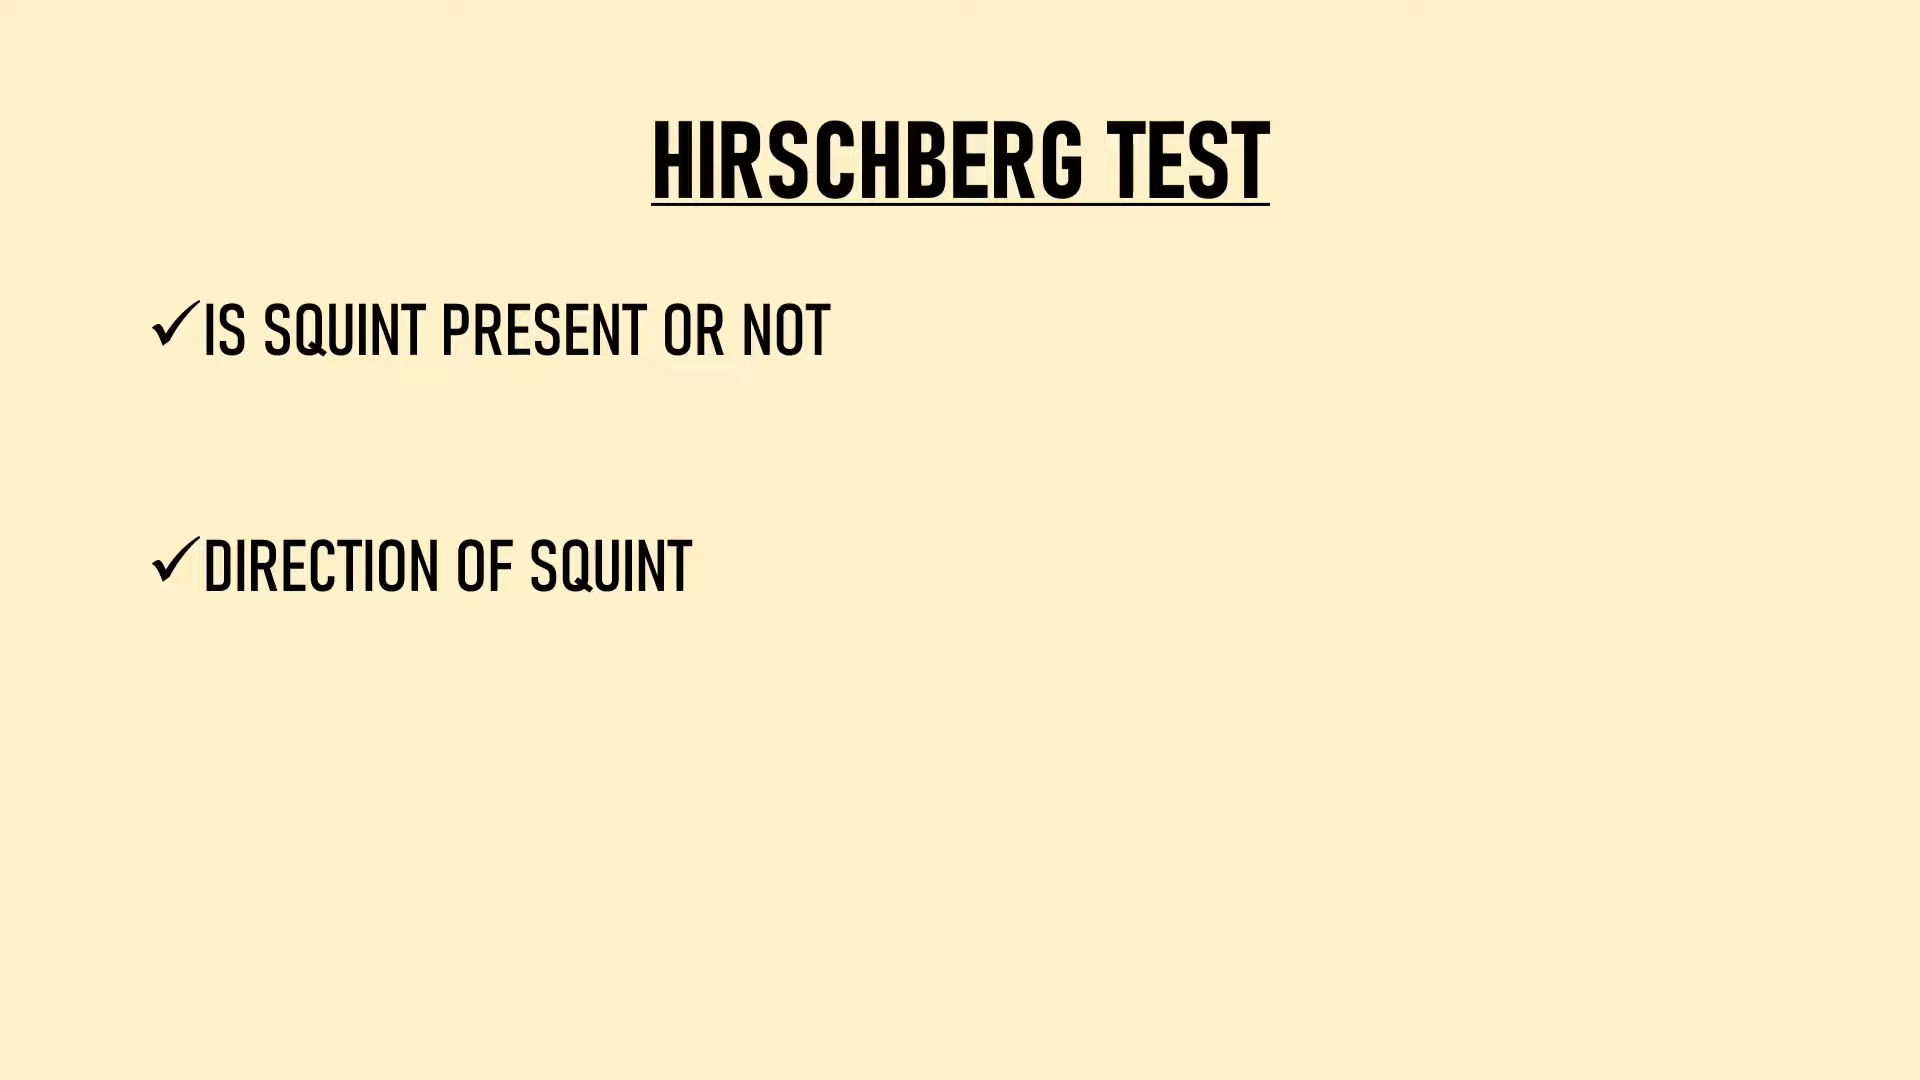 HIRSCHBERG TEST
✓IS SQUINT PRESENT OR NOT
✓DIRECTION OF SQUINT